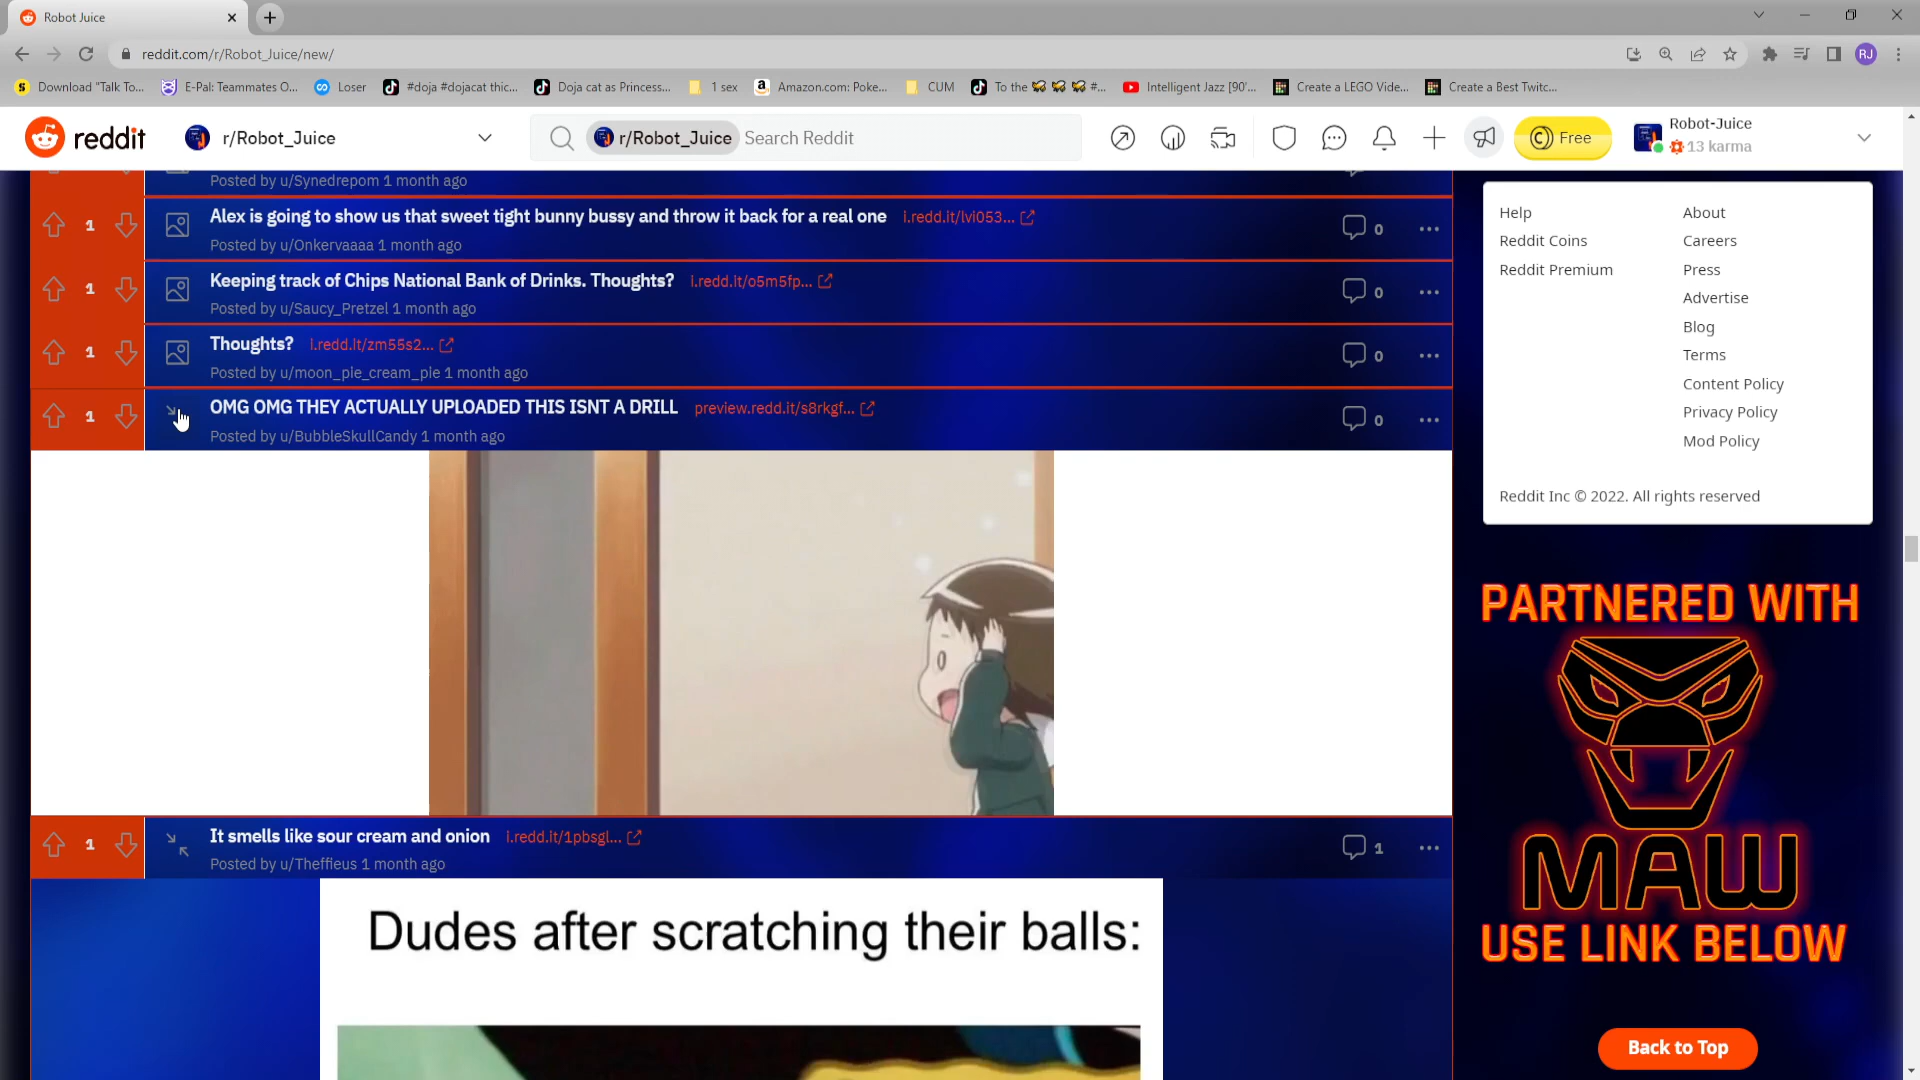 Robot Juice
reddit.com/r/Robot_Juice/new/
RJ
Download "Talk To... E-Pal: Teammates O... Loser #doja #dojacat thic... Doja cat as Princess... 1 sex Amazon.com: Poke... CUM To the 🐝 🐝 🐝 #... Intelligent Jazz [90'... Create a LEGO Vide... Create a Best Twitc...
reddit r/Robot_Juice r/Robot_Juice Search Reddit Free Robot-Juice
13 karma
Posted by u/Synedrepom 1 month ago
1 Alex is going to show us that sweet tight bunny bussy and throw it back for a real one i.redd.it/lvi053... 0
Posted by u/Onkervaaaa 1 month ago
1 Keeping track of Chips National Bank of Drinks. Thoughts? i.redd.it/o5m5fp... 0
Posted by u/Saucy_Pretzel 1 month ago
1 Thoughts? i.redd.it/zm55s2... 0
Posted by u/moon_pie_cream_pie 1 month ago
1 OMG OMG THEY ACTUALLY UPLOADED THIS ISNT A DRILL preview.redd.it/s8rkgf... 0
Posted by u/BubbleSkullCandy 1 month ago
1 It smells like sour cream and onion i.redd.it/1pbsgl... 1
Posted by u/Theffieus 1 month ago
Dudes after scratching their balls:
Help About
Reddit Coins Careers
Reddit Premium Press
Advertise
Blog
Terms
Content Policy
Privacy Policy
Mod Policy
Reddit Inc © 2022. All rights reserved
PARTNERED WITH
MAW
USE LINK BELOW
Back to Top